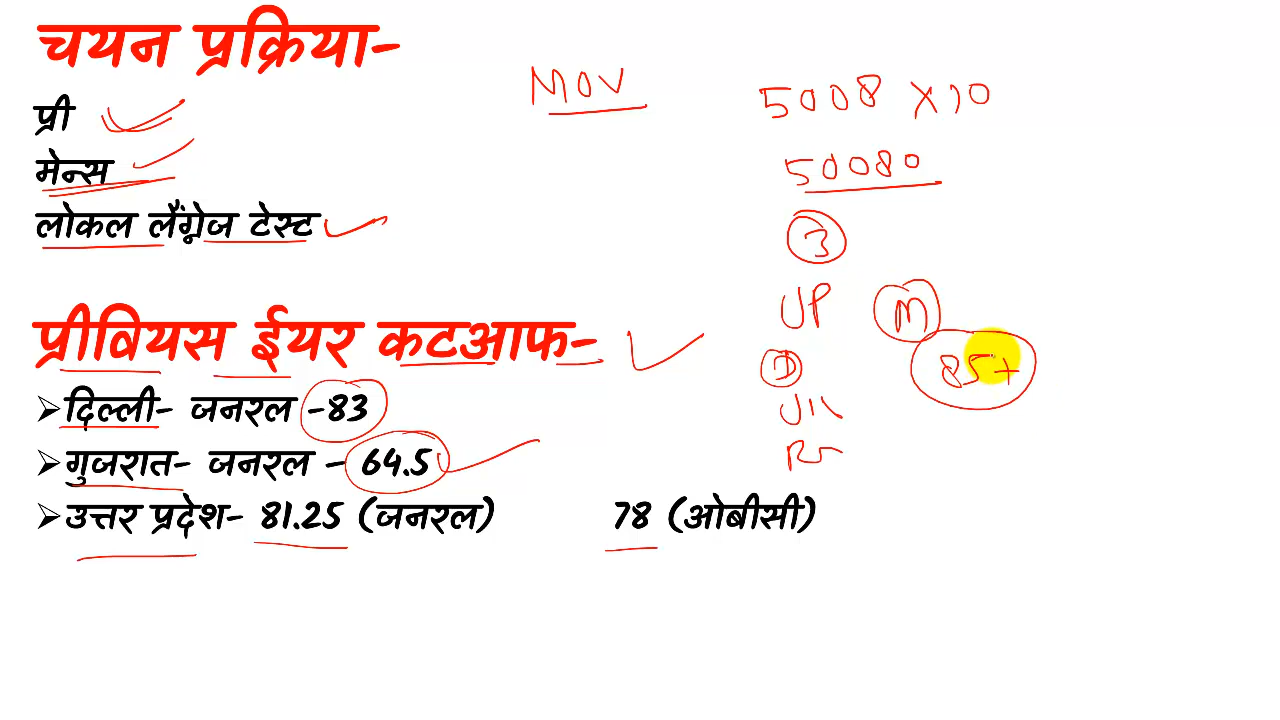 चयन प्रक्रिया-
प्री
मेन्स
लोकल लैंग्नेज टेस्ट
प्रीवियस ईयर कटआफ-
➢दिल्ली- जनरल -83
➢गुजरात- जनरल - 64.5
➢उत्तर प्रदेश- 81.25 (जनरल) 78 (ओबीसी)
MOV
5008 X 10
50080
3
UP M
D 85+